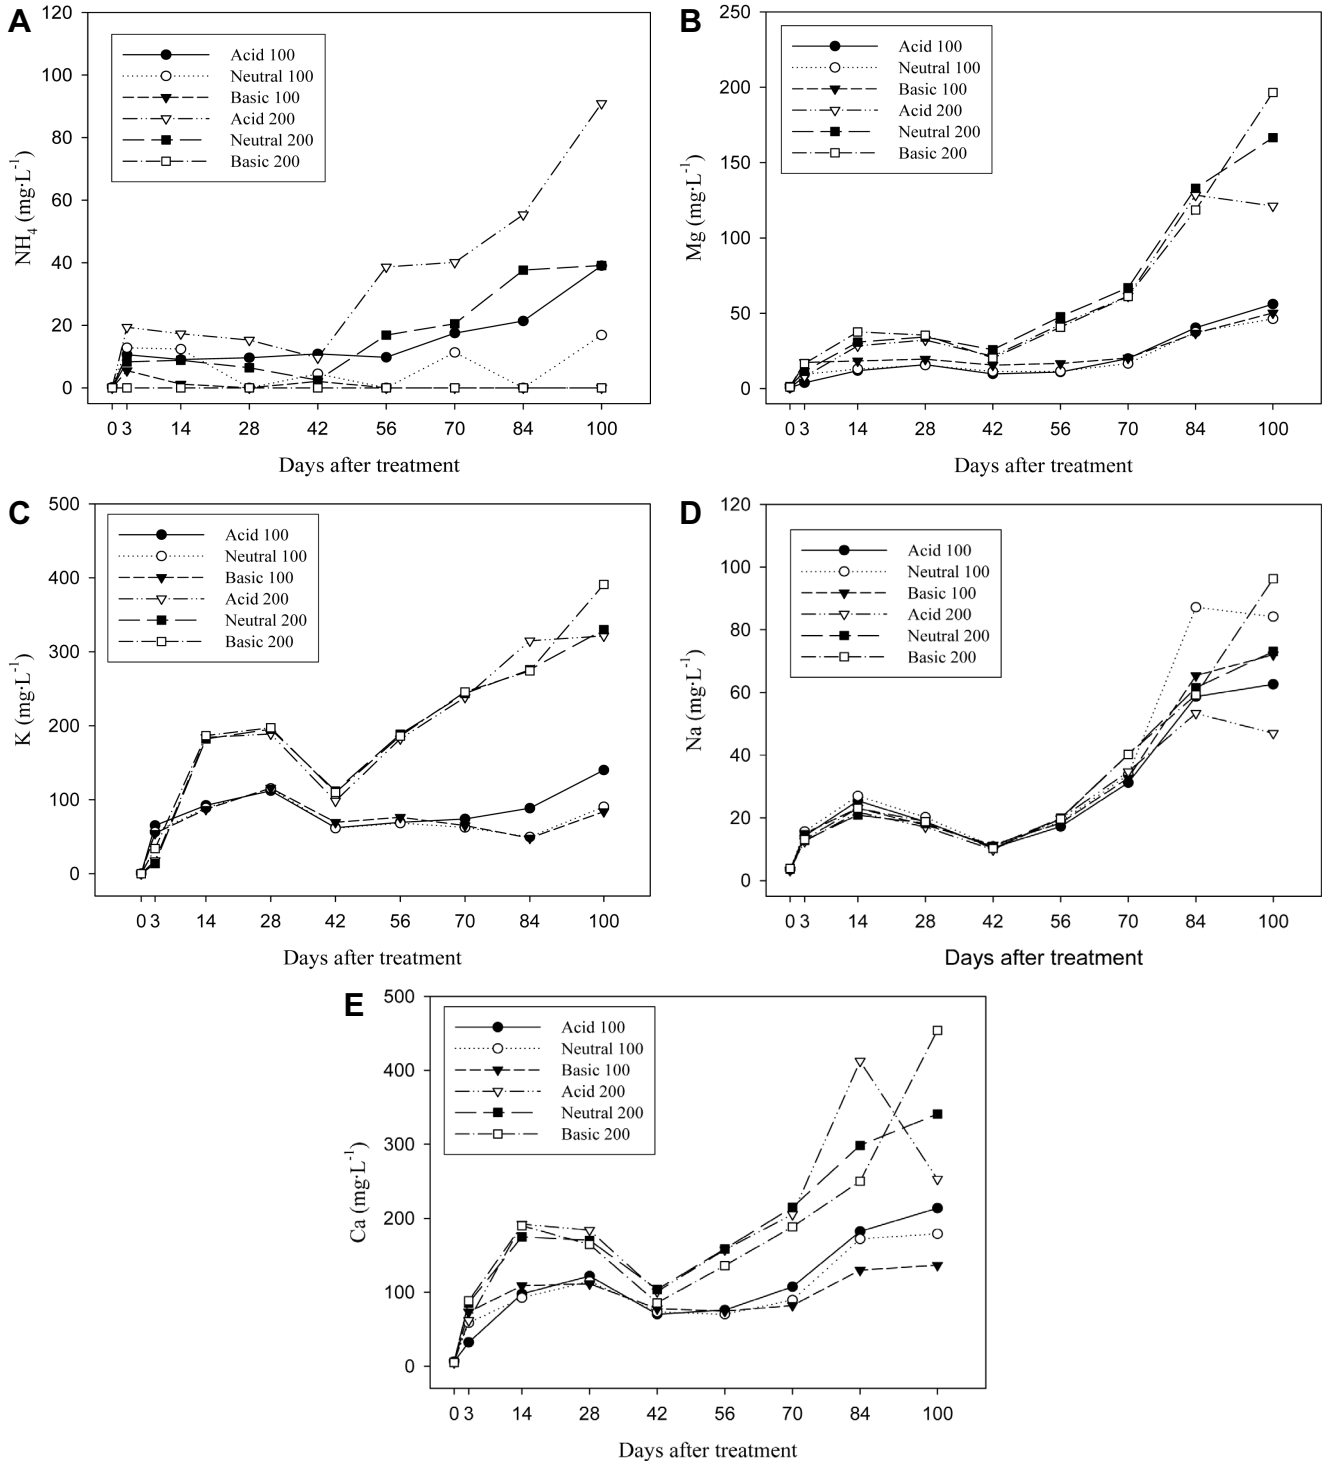 A
120
100
80
60
40
20
0
NH4 (mg·L-1)
Acid 100
Neutral 100
Basic 100
Acid 200
Neutral 200
Basic 200
0 3 14 28 42 56 70 84 100
Days after treatment
B
250
200
150
100
50
0
Mg (mg·L-1)
Acid 100
Neutral 100
Basic 100
Acid 200
Neutral 200
Basic 200
0 3 14 28 42 56 70 84 100
Days after treatment
C
500
400
300
200
100
0
K (mg·L-1)
Acid 100
Neutral 100
Basic 100
Acid 200
Neutral 200
Basic 200
0 3 14 28 42 56 70 84 100
Days after treatment
D
120
100
80
60
40
20
0
Na (mg·L-1)
Acid 100
Neutral 100
Basic 100
Acid 200
Neutral 200
Basic 200
0 3 14 28 42 56 70 84 100
Days after treatment
E
500
400
300
200
100
0
Ca (mg·L-1)
Acid 100
Neutral 100
Basic 100
Acid 200
Neutral 200
Basic 200
0 3 14 28 42 56 70 84 100
Days after treatment